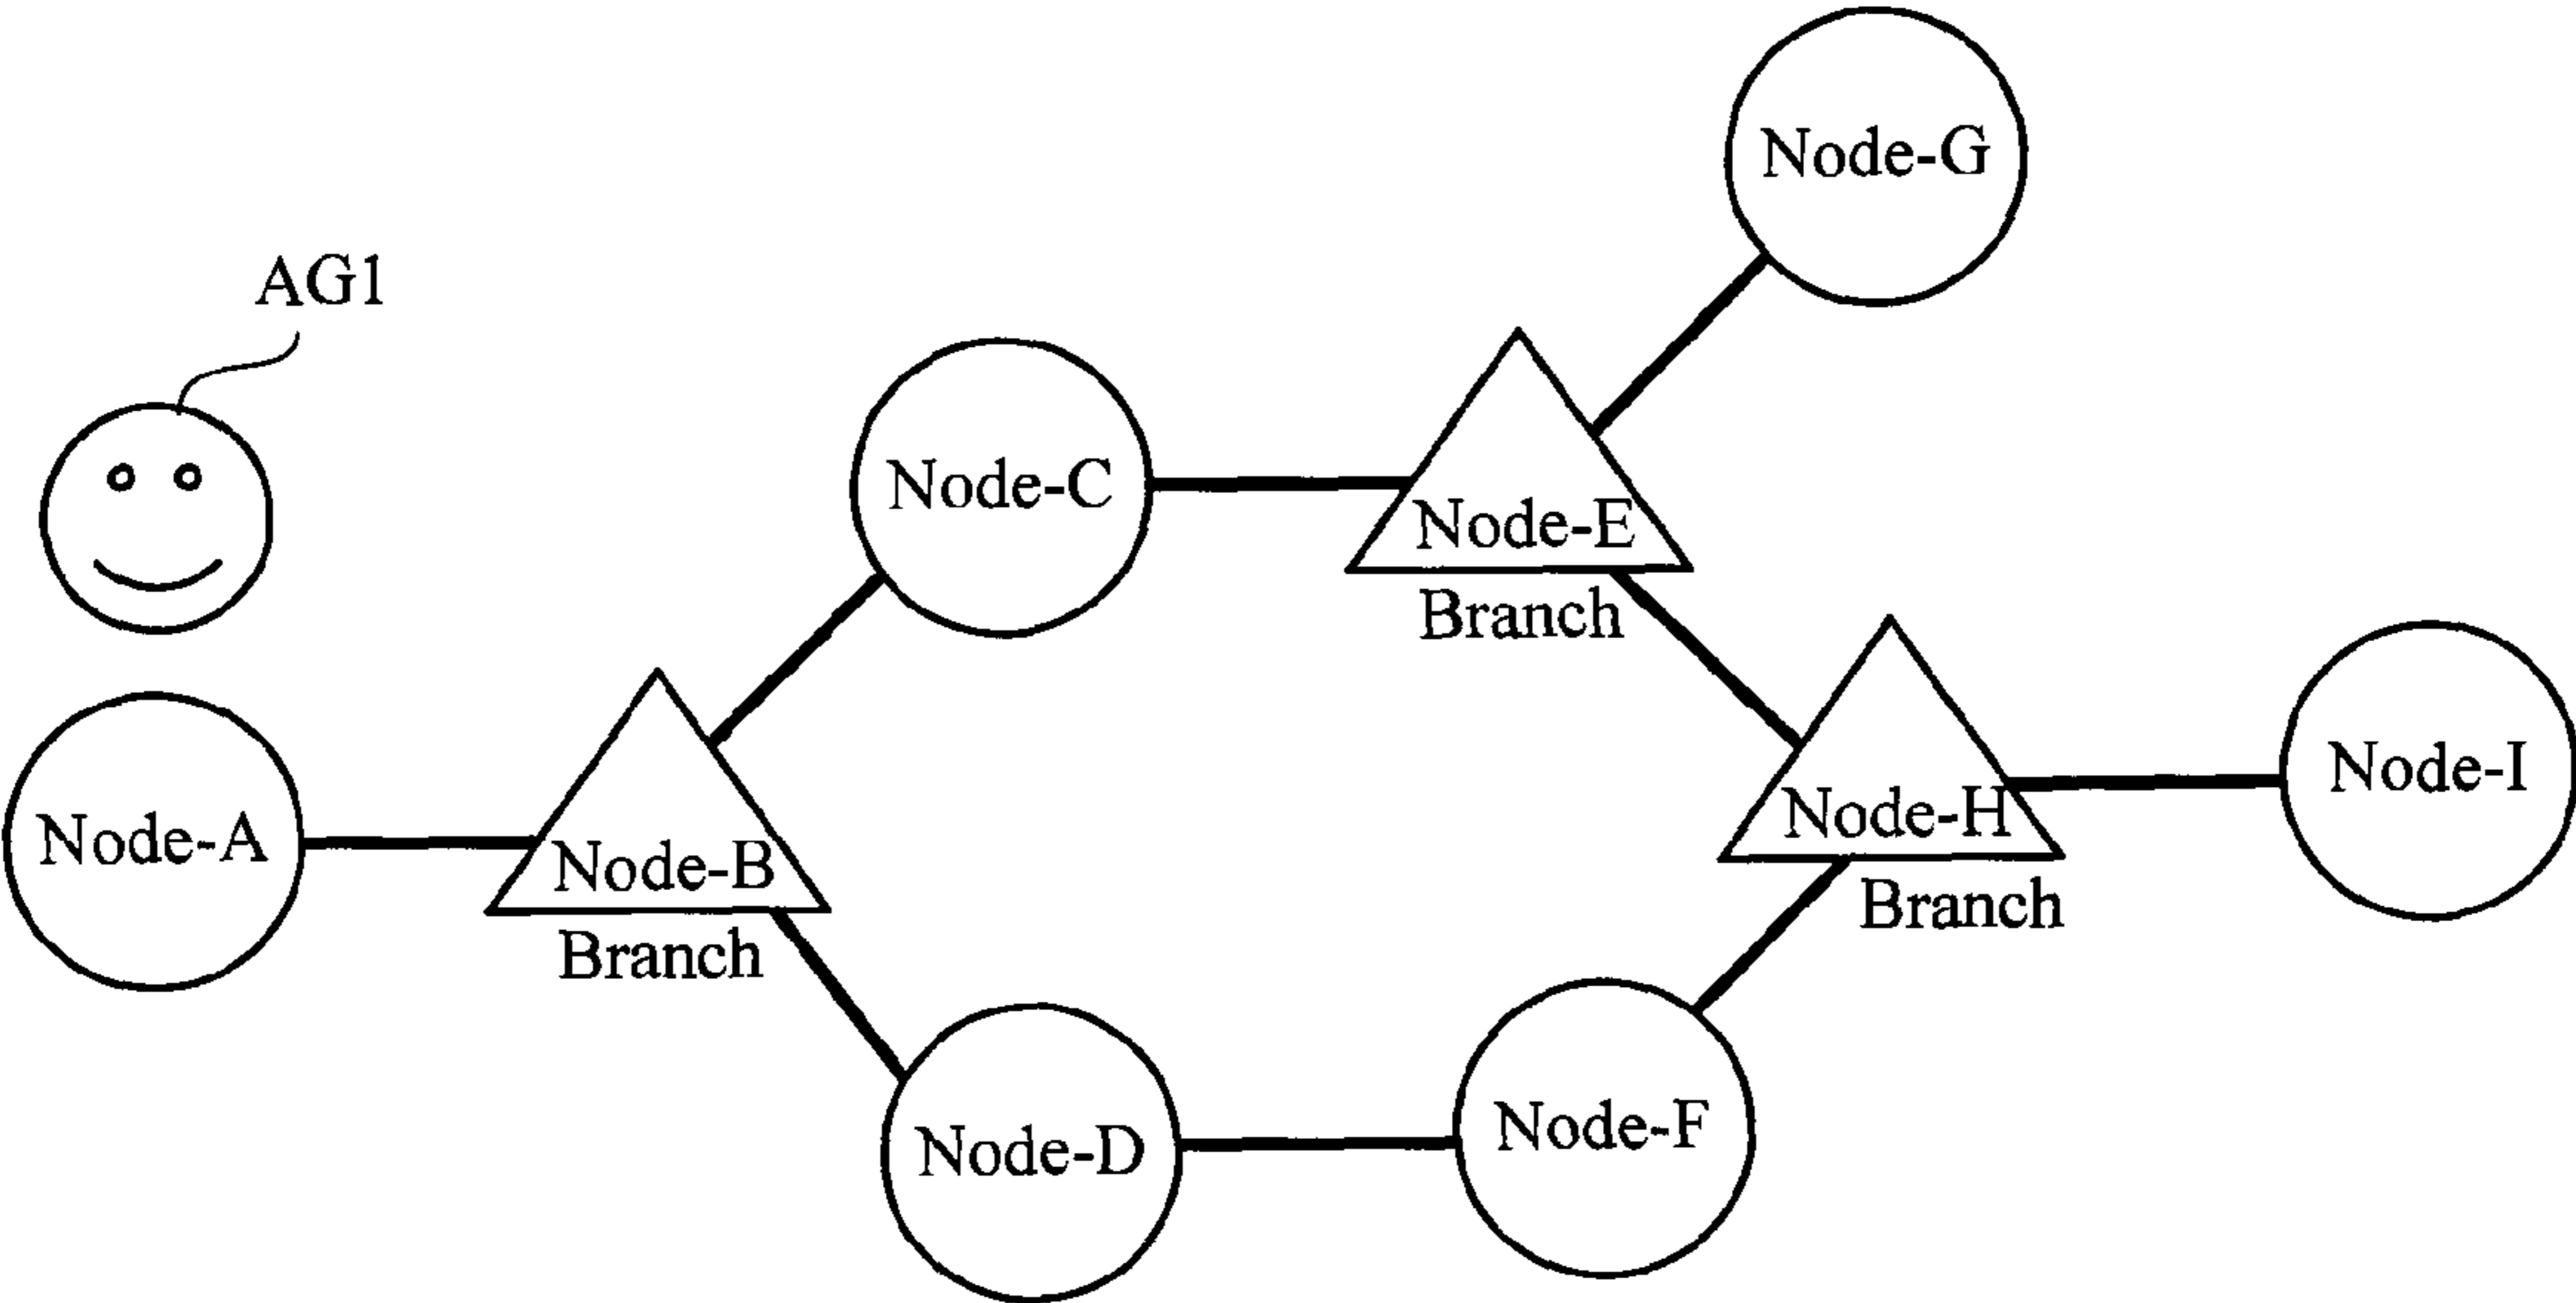 Node-G
AG1
Node-C
Node-E
Branch
Node-I
Node-H
Node-A
Node-B
Branch
Branch
Node-F
Node-D